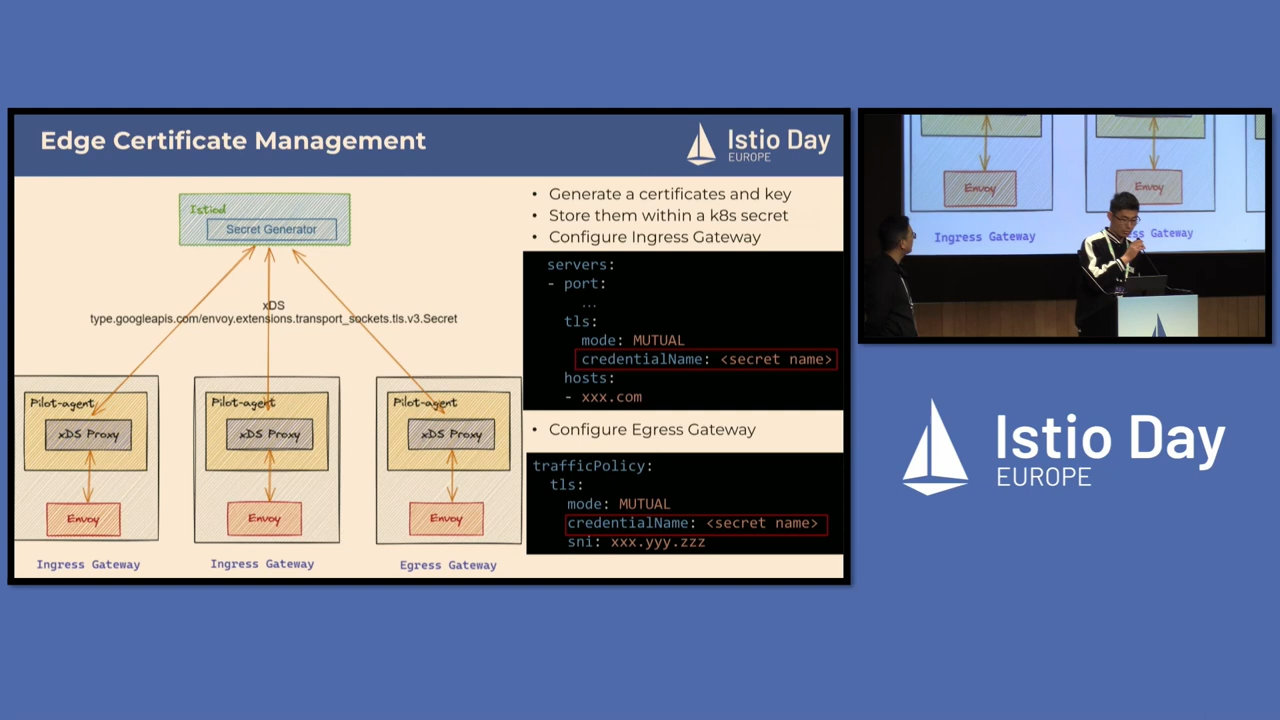 Edge Certificate Management
Istio Day
EUROPE
Istiod
Secret Generator
xDS
type.googleapis.com/envoy.extensions.transport_sockets.tls.v3.Secret
Pilot-agent
xDS Proxy
Envoy
Ingress Gateway
Pilot-agent
xDS Proxy
Envoy
Ingress Gateway
Pilot-agent
xDS Proxy
Envoy
Egress Gateway
• Generate a certificates and key
• Store them within a k8s secret
• Configure Ingress Gateway
servers:
- port:
...
tls:
mode: MUTUAL
credentialName: <secret name>
hosts:
- xxx.com
• Configure Egress Gateway
trafficPolicy:
tls:
mode: MUTUAL
credentialName: <secret name>
sni: xxx.yyy.zzz
Envoy
Envoy
Ingress Gateway
ss Gateway
Istio Day
EUROPE